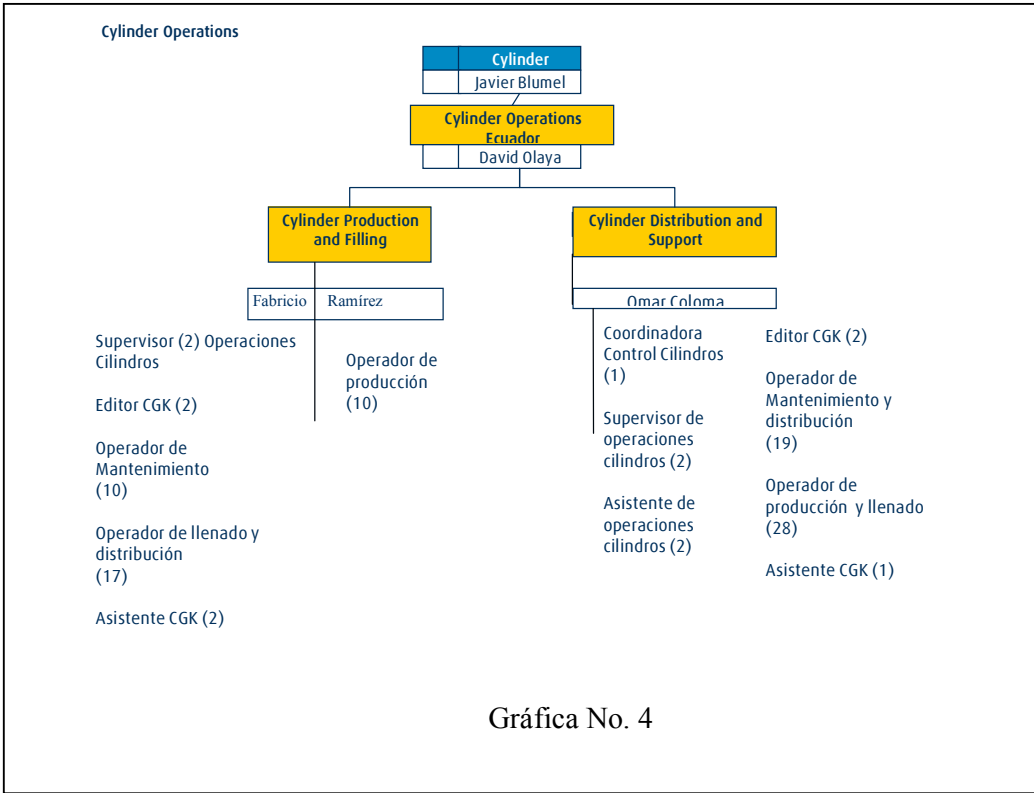 Cylinder Operations
Cylinder
Javier Blumel
Cylinder Operations
Ecuador
David Olaya
Cylinder Production
and Filling
Fabricio Ramírez
Supervisor (2) Operaciones
Cilindros
Editor CGK (2)
Operador de
Mantenimiento
(10)
Operador de llenado y
distribución
(17)
Asistente CGK (2)
Operador de
producción
(10)
Cylinder Distribution and
Support
Omar Coloma
Coordinadora
Control Cilindros
(1)
Supervisor de
operaciones
cilindros (2)
Asistente de
operaciones
cilindros (2)
Editor CGK (2)
Operador de
Mantenimiento y
distribución
(19)
Operador de
producción y llenado
(28)
Asistente CGK (1)
Gráfica No. 4